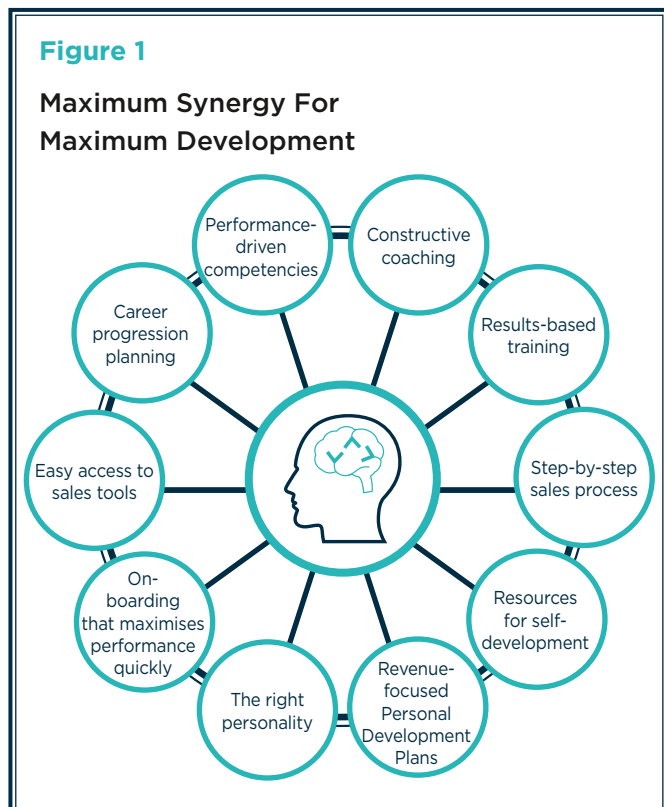 Figure 1
Maximum Synergy For
Maximum Development
Performance-
driven
competencies
Constructive
coaching
Results-based
training
Step-by-step
sales process
Resources
for self-
development
Revenue-
focused
Personal
Development
Plans
The right
personality
On-
boarding
that maximises
performance
quickly
Easy access to
sales tools
Career
progression
planning